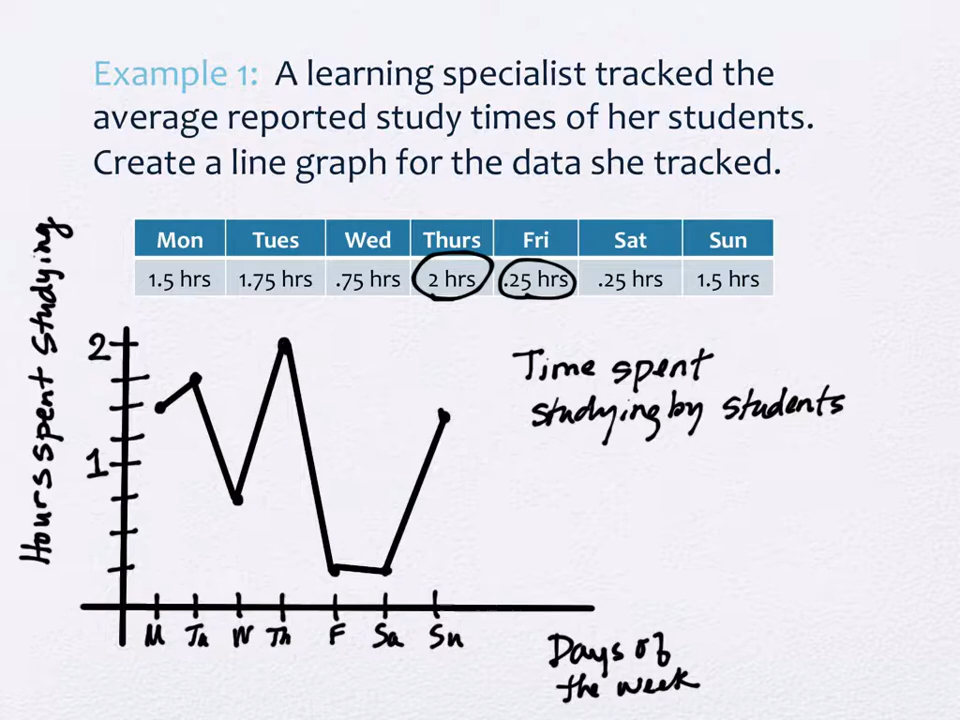 Example 1: A learning specialist tracked the
average reported study times of her students.
Create a line graph for the data she tracked.
Mon Tues Wed Thurs Fri Sat Sun
1.5 hrs 1.75 hrs .75 hrs 2 hrs .25 hrs .25 hrs 1.5 hrs
Hours spent studying
2
1
Time spent
studying by students
M Tu W Th F Sa Su
Days of
the week